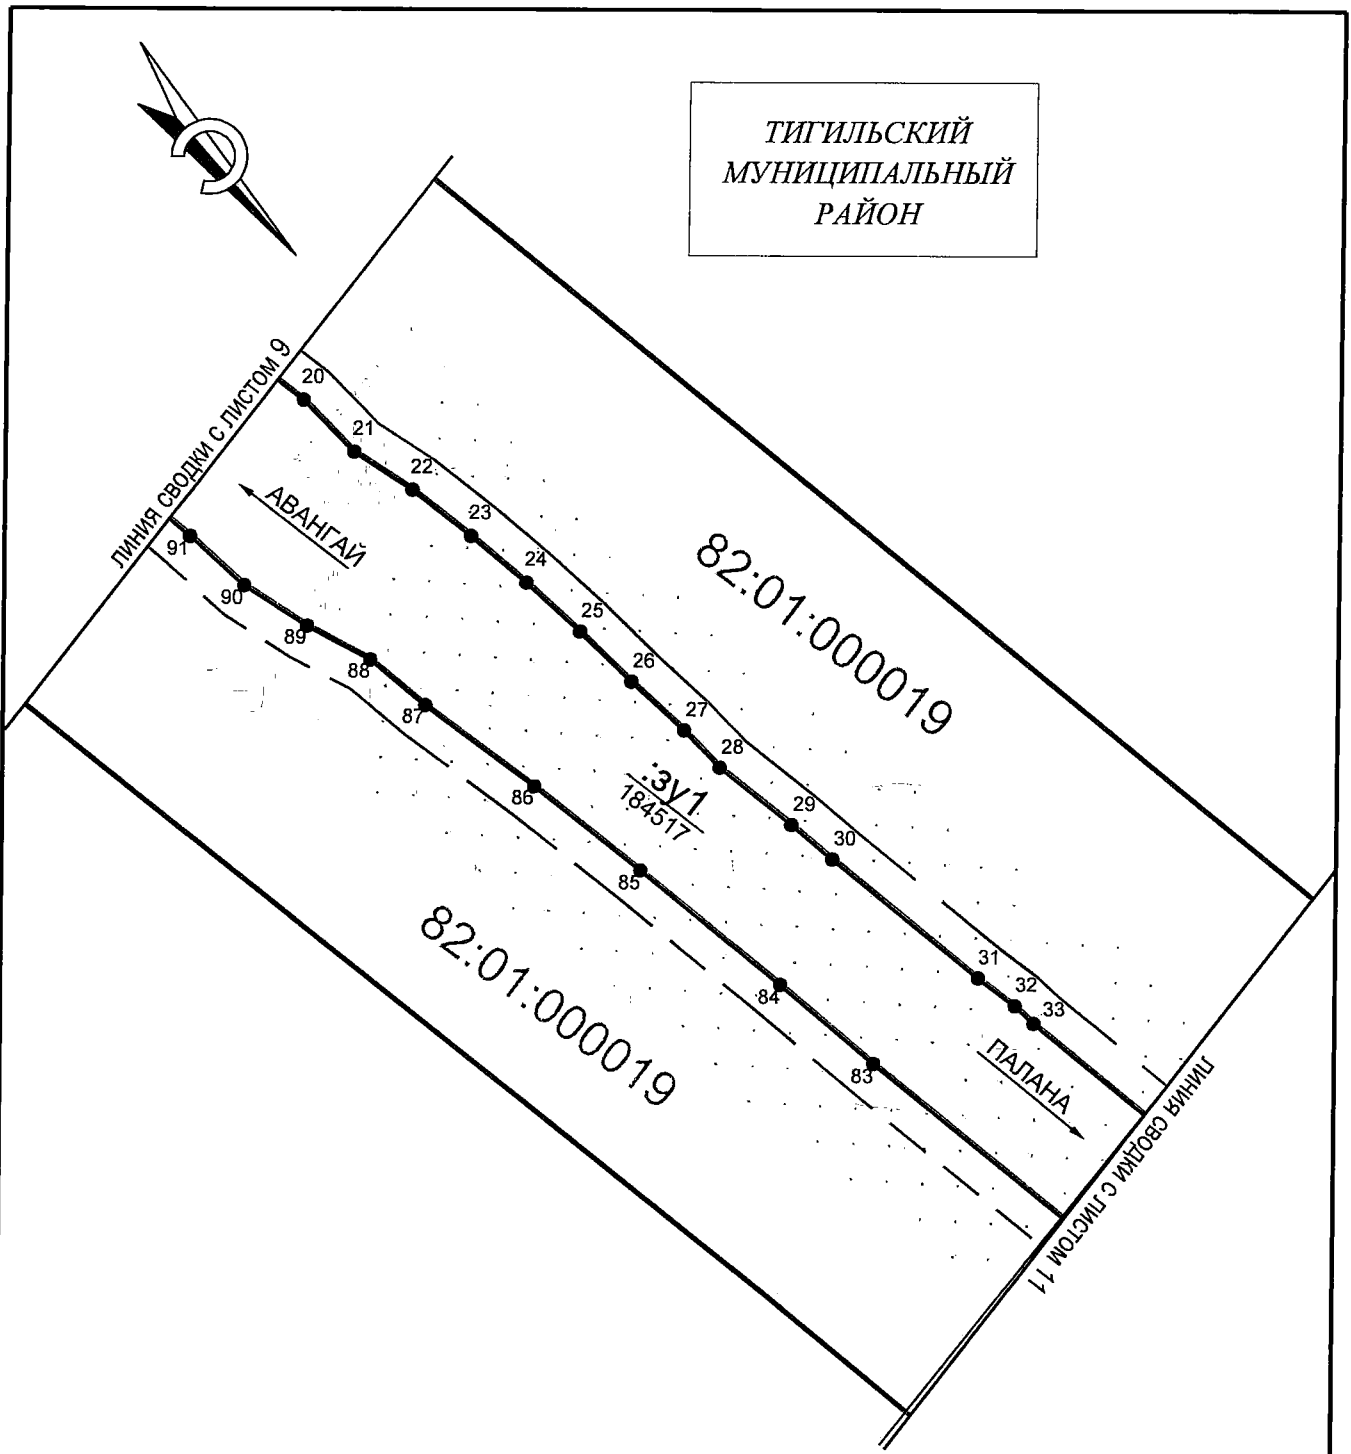 С
ТИГИЛЬСКИЙ
МУНИЦИПАЛЬНЫЙ
РАЙОН
ЛИНИЯ СВОДКИ С ЛИСТОМ 9
20
21
22
23
24
25
26
27
28
29
30
31
32
33
АВАНГАЙ
82:01:000019
91
90
89
88
87
86
85
84
83
:зу1
184517
82:01:000019
ПАЛАНА
ЛИНИЯ СВОДКИ С ЛИСТОМ 11